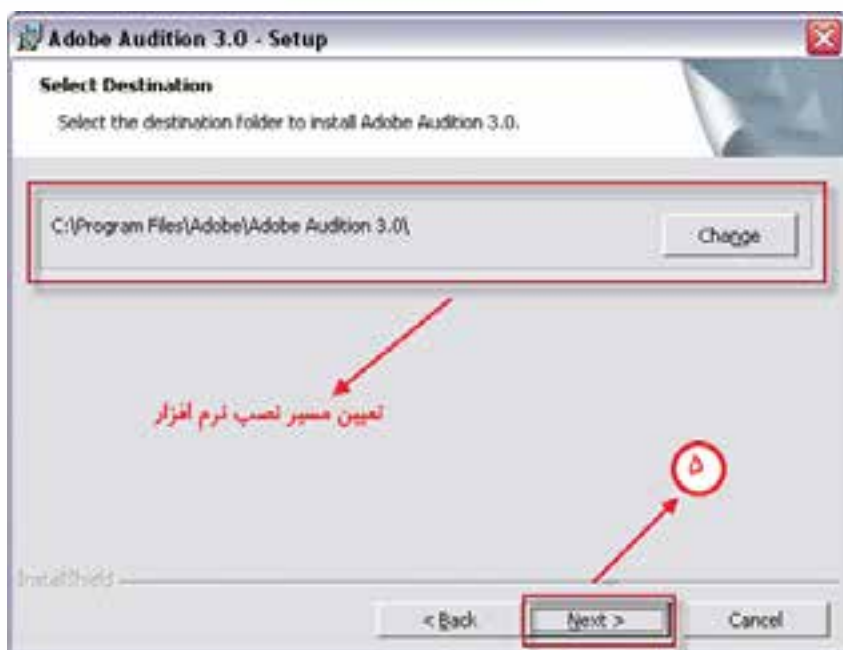 Adobe Audition 3.0 - Setup
Select Destination
Select the destination folder to install Adobe Audition 3.0.
C:\Program Files\Adobe\Adobe Audition 3.0\
Change
تعیین مسیر نصب نرم افزار
۵
InstallShield
< Back
Next >
Cancel